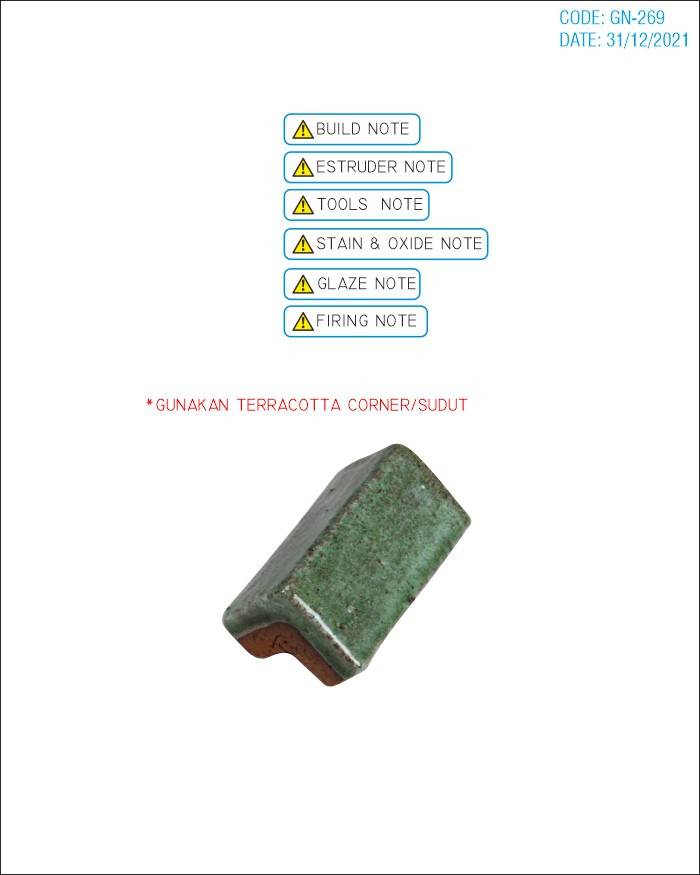 CODE: GN-269
DATE: 31/12/2021
BUILD NOTE
ESTRUDER NOTE
TOOLS NOTE
STAIN & OXIDE NOTE
GLAZE NOTE
FIRING NOTE
*GUNAKAN TERRACOTTA CORNER/SUDUT